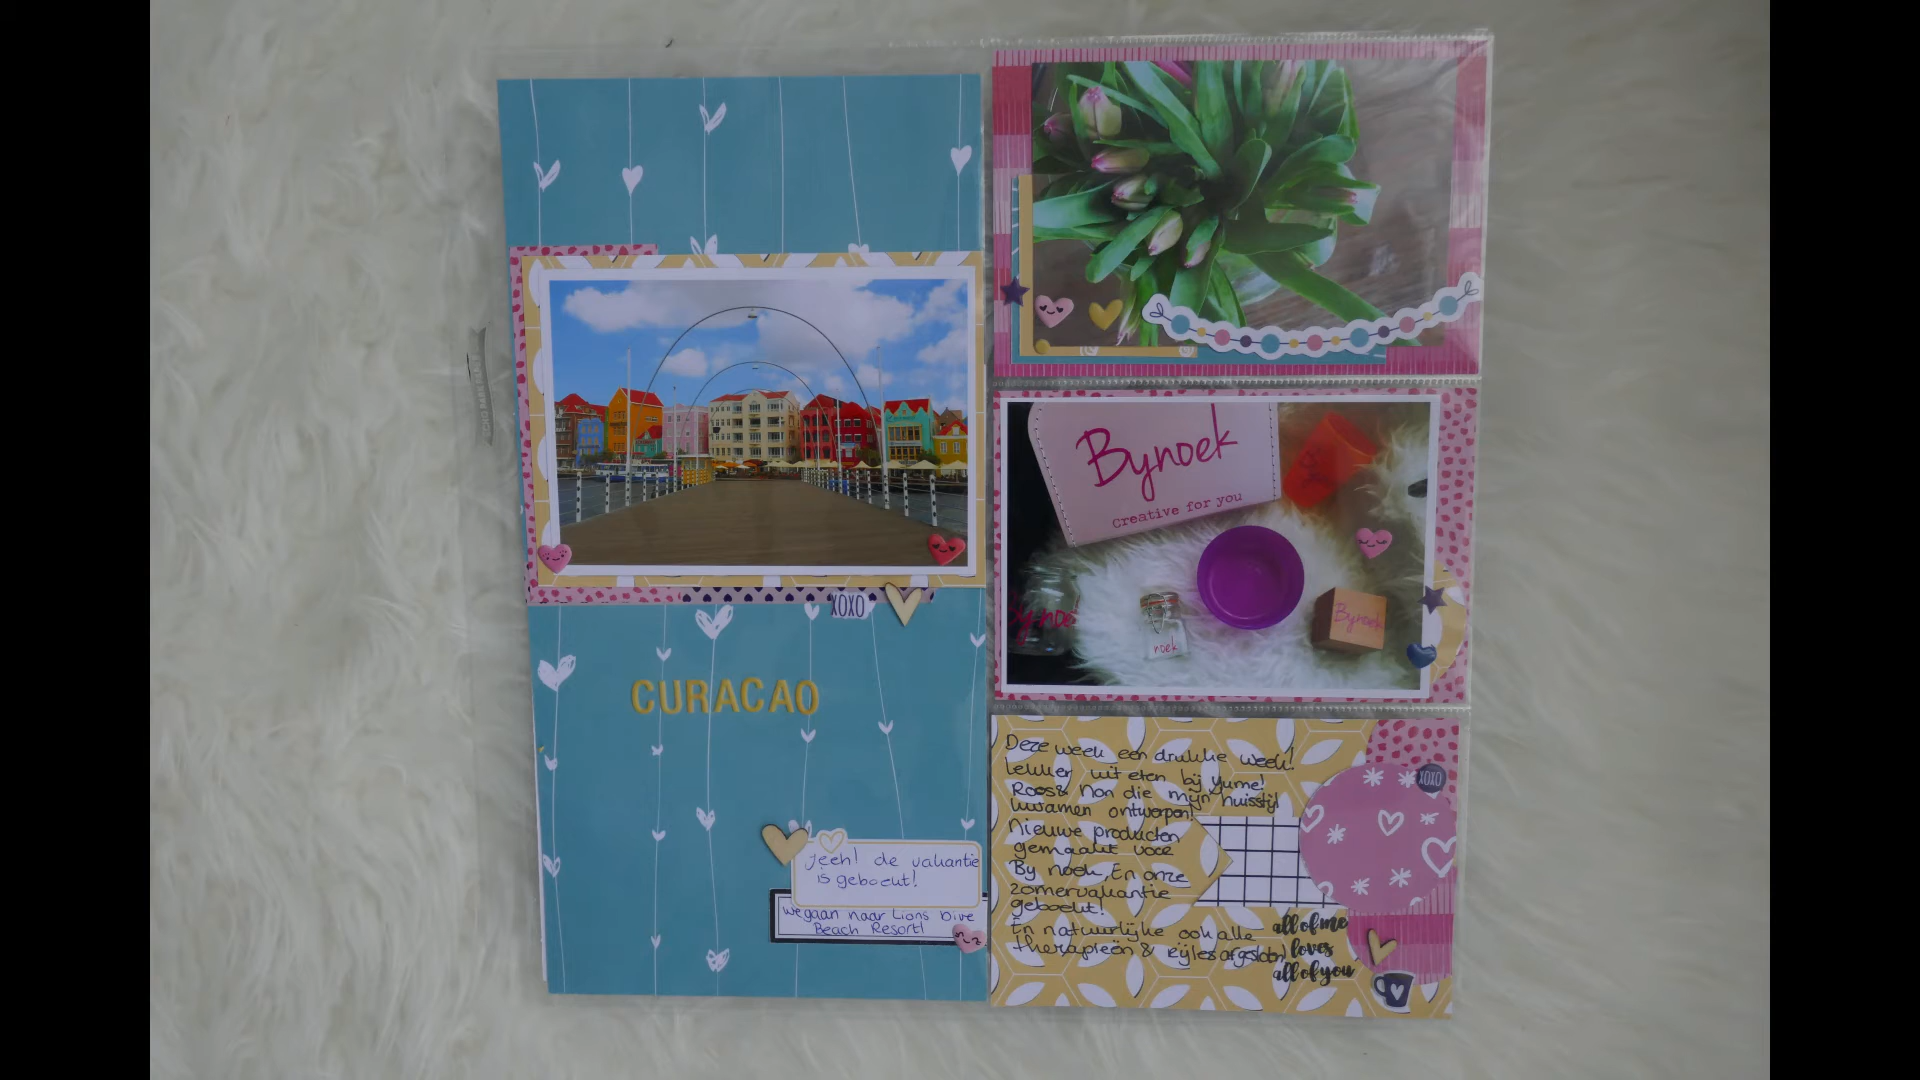 XOXO
CURACAO
Jeeh! de vakantie
is geboekt!
we gaan naar Lions Dive
Beach Resort!
Bynoek
Creative for you
By noe
noek
Bynoek
Deze week een drukke week!
Lekker uit eten bij Yume!
Roos & Non die mijn huisstijl
kwamen ontwerpen!
Nieuwe producten
gemaakt voor
By noek, En onze
zomervakantie
geboekt!
En natuurlijke ook alle
therapieën & rijles afgesloten!
XOXO
all of me
loves
all of you